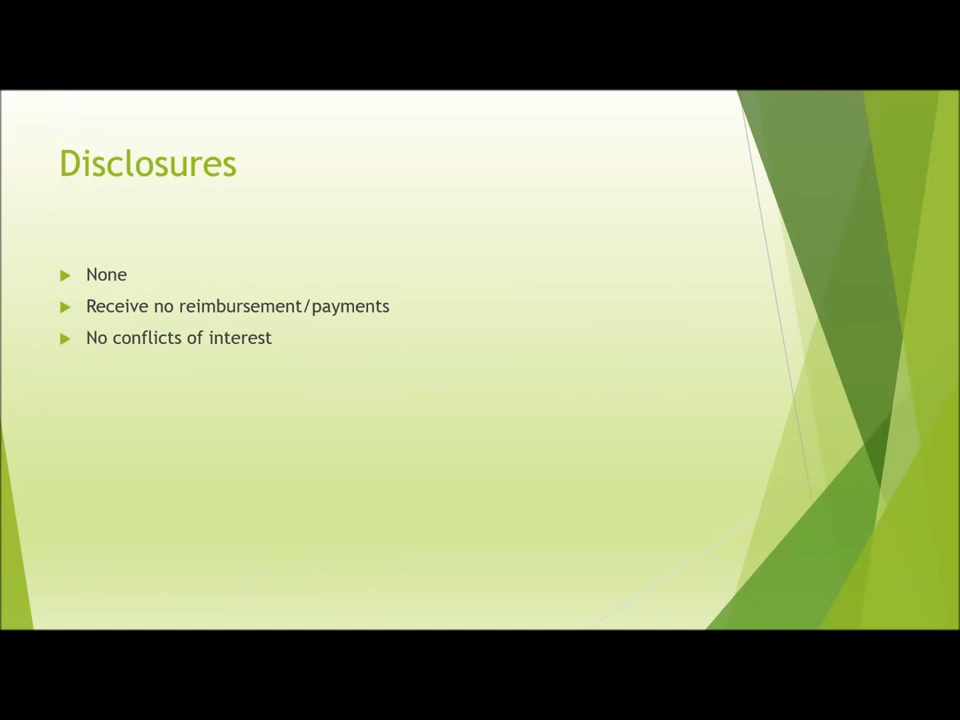 Disclosures
None
Receive no reimbursement/payments
No conflicts of interest